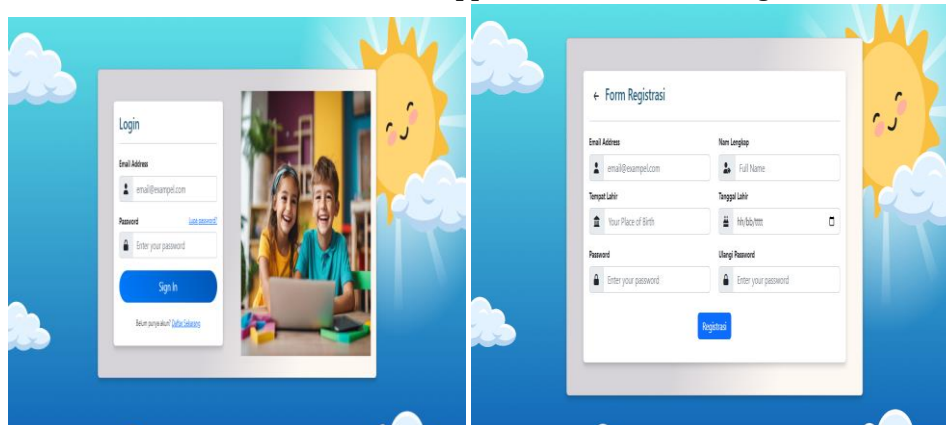 Login
Email Address
email@exampel.com
Password Lupa password?
Enter your password
Sign In
Belum punya akun? Daftar Sekarang
← Form Registrasi
Email Address Nam Lengkap
email@exampel.com Full Name
Tempat Lahir Tanggal Lahir
Your Place of Birth hh/bb/tttt
Password Ulangi Password
Enter your password Enter your password
Registrasi